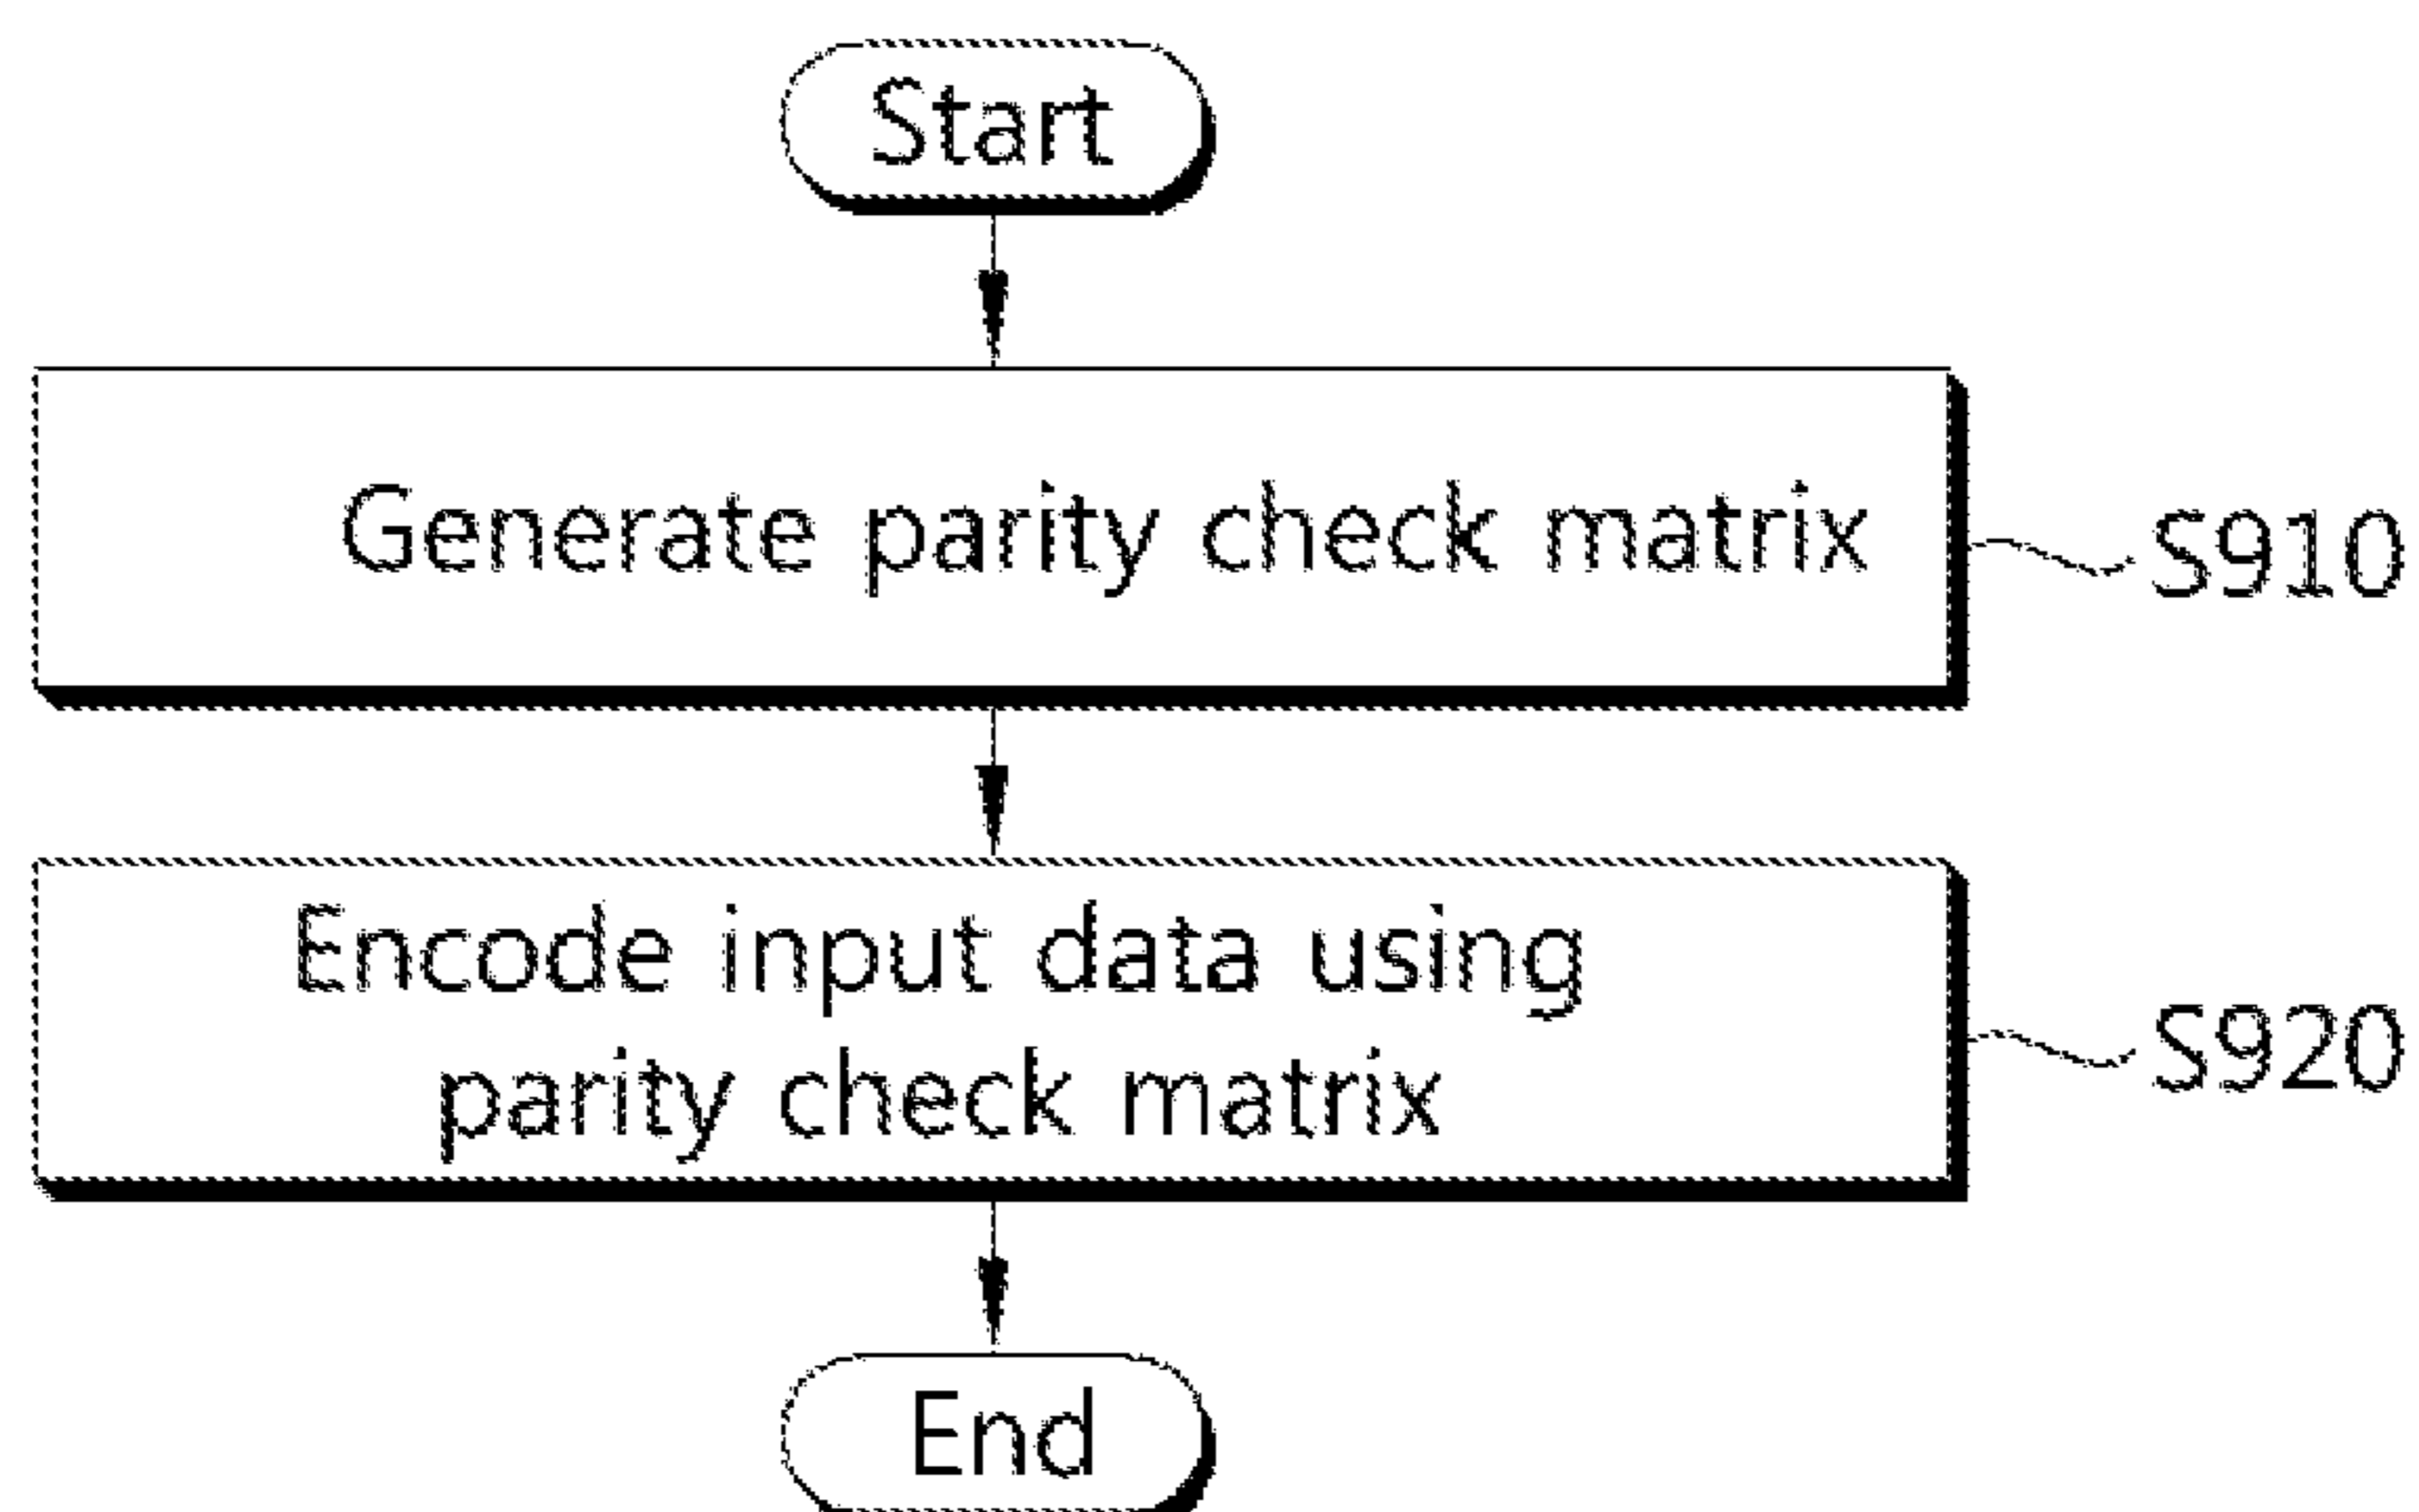 Start
Generate parity check matrix
S910
Encode input data using
parity check matrix
S920
End